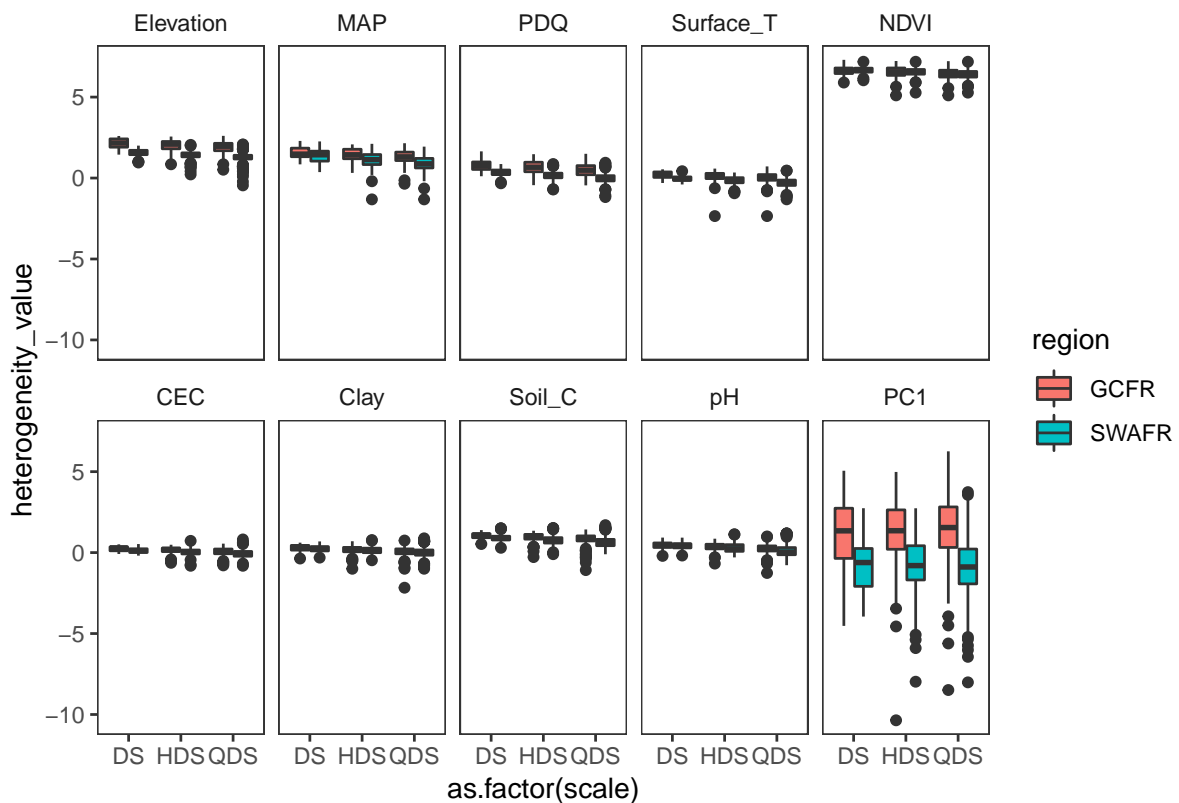 Elevation MAP PDQ Surface_T NDVI
5
0
−5
−10
CEC Clay Soil_C pH PC1
5
0
−5
−10
DS HDS QDS DS HDS QDS DS HDS QDS DS HDS QDS DS HDS QDS
as.factor(scale)
heterogeneity_value
region
GCFR
SWAFR